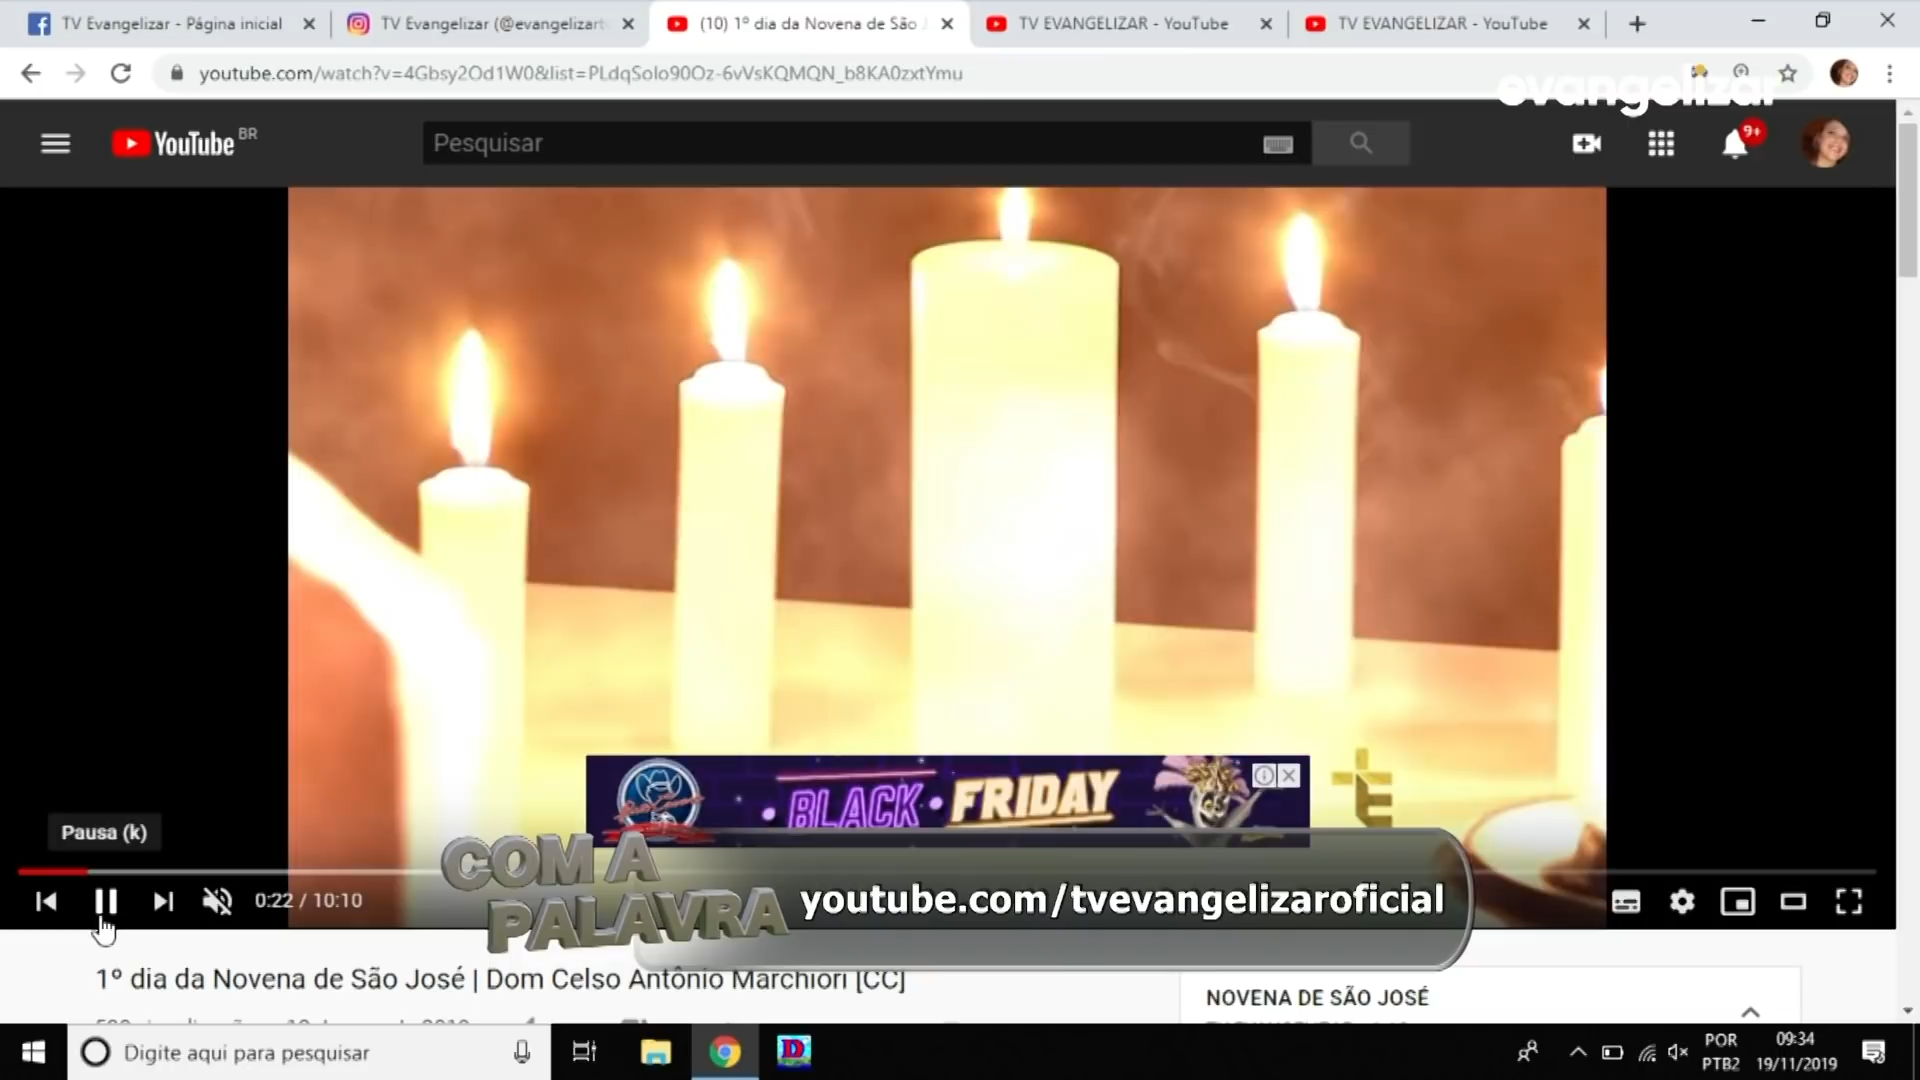 TV Evangelizar - Página inicial
TV Evangelizar (@evangelizart
(10) 1º dia da Novena de São J
TV EVANGELIZAR - YouTube
TV EVANGELIZAR - YouTube
youtube.com/watch?v=4Gbsy2Od1W0&list=PLdqSolo90Oz-6vVsKQMQN_b8KA0zxtYmu
evangelizar
YouTube BR
Pesquisar
9+
BLACK • FRIDAY
Pausa (k)
0:22 / 10:10
COM A
PALAVRA
youtube.com/tvevangelizaroficial
1º dia da Novena de São José | Dom Celso Antônio Marchiori [CC]
NOVENA DE SÃO JOSÉ
Digite aqui para pesquisar
POR
PTB2
09:34
19/11/2019